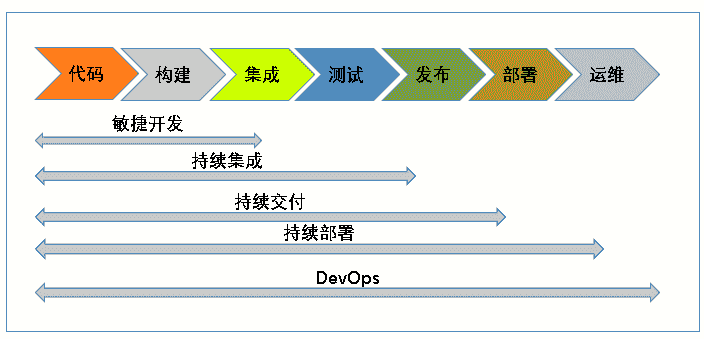 代码 构建 集成 测试 发布 部署 运维
敏捷开发
持续集成
持续交付
持续部署
DevOps